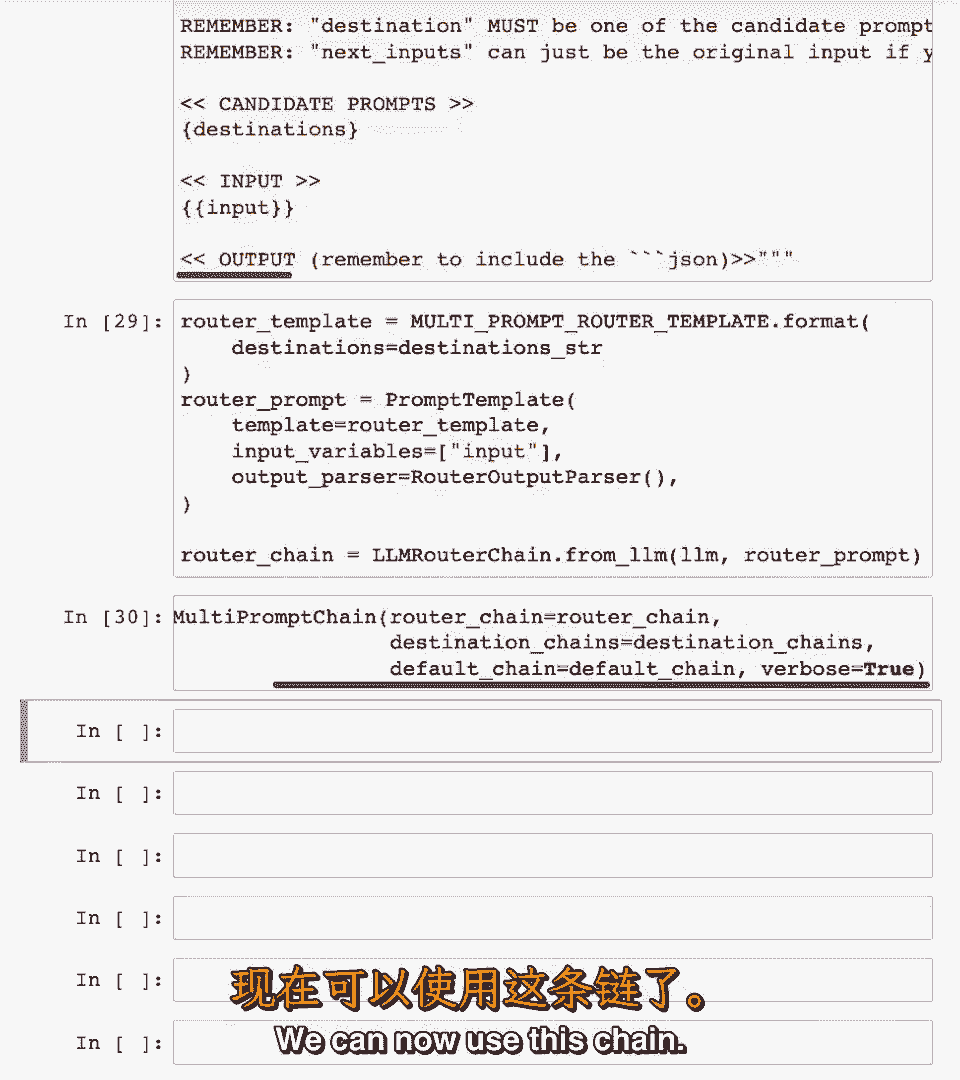 REMEMBER: "destination" MUST be one of the candidate prompt
REMEMBER: "next_inputs" can just be the original input if y
<< CANDIDATE PROMPTS >>
{destinations}
<< INPUT >>
{{input}}
<< OUTPUT (remember to include the ```json)>>"""
In [29]: router_template = MULTI_PROMPT_ROUTER_TEMPLATE.format(
destinations=destinations_str
)
router_prompt = PromptTemplate(
template=router_template,
input_variables=["input"],
output_parser=RouterOutputParser(),
)
router_chain = LLMRouterChain.from_llm(llm, router_prompt)
In [30]: MultiPromptChain(router_chain=router_chain,
destination_chains=destination_chains,
default_chain=default_chain, verbose=True)
In [ ]:
In [ ]:
In [ ]:
In [ ]:
In [ ]:
现在可以使用这条链了。
In [ ]:
We can now use this chain.